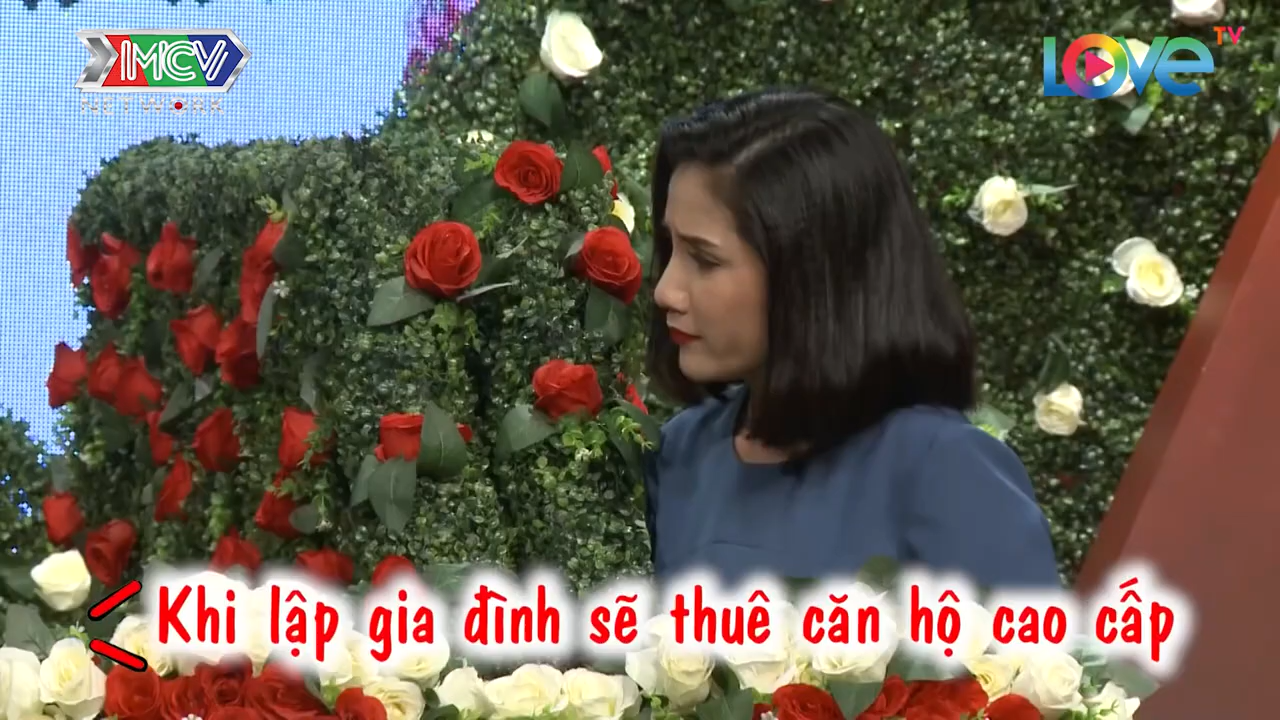 MCV
NETWORK
LOVE TV
Khi lập gia đình sẽ thuê căn hộ cao cấp